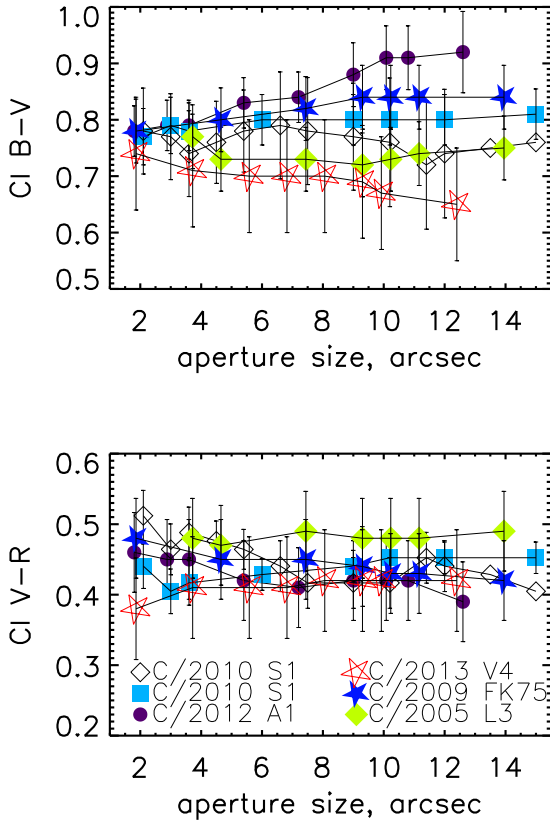 1.0
0.9
0.8
0.7
0.6
0.5
CI B−V
2 4 6 8 10 12 14
aperture size, arcsec
0.6
0.5
0.4
0.3
0.2
CI V−R
C/2010 S1 C/2013 V4
C/2010 S1 C/2009 FK75
C/2012 A1 C/2005 L3
2 4 6 8 10 12 14
aperture size, arcsec